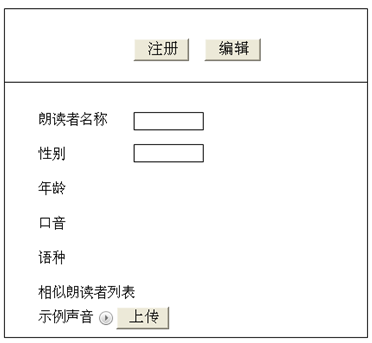 注册 编辑
朗读者名称
性别
年龄
口音
语种
相似朗读者列表
示例声音 上传